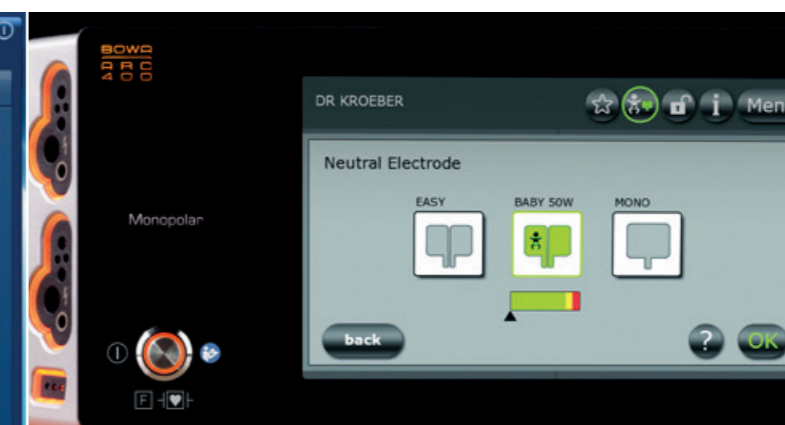 BOWA
ARC
400
DR KROEBER
i
Men
Neutral Electrode
EASY
BABY 50W
MONO
Monopolar
back
?
OK
F